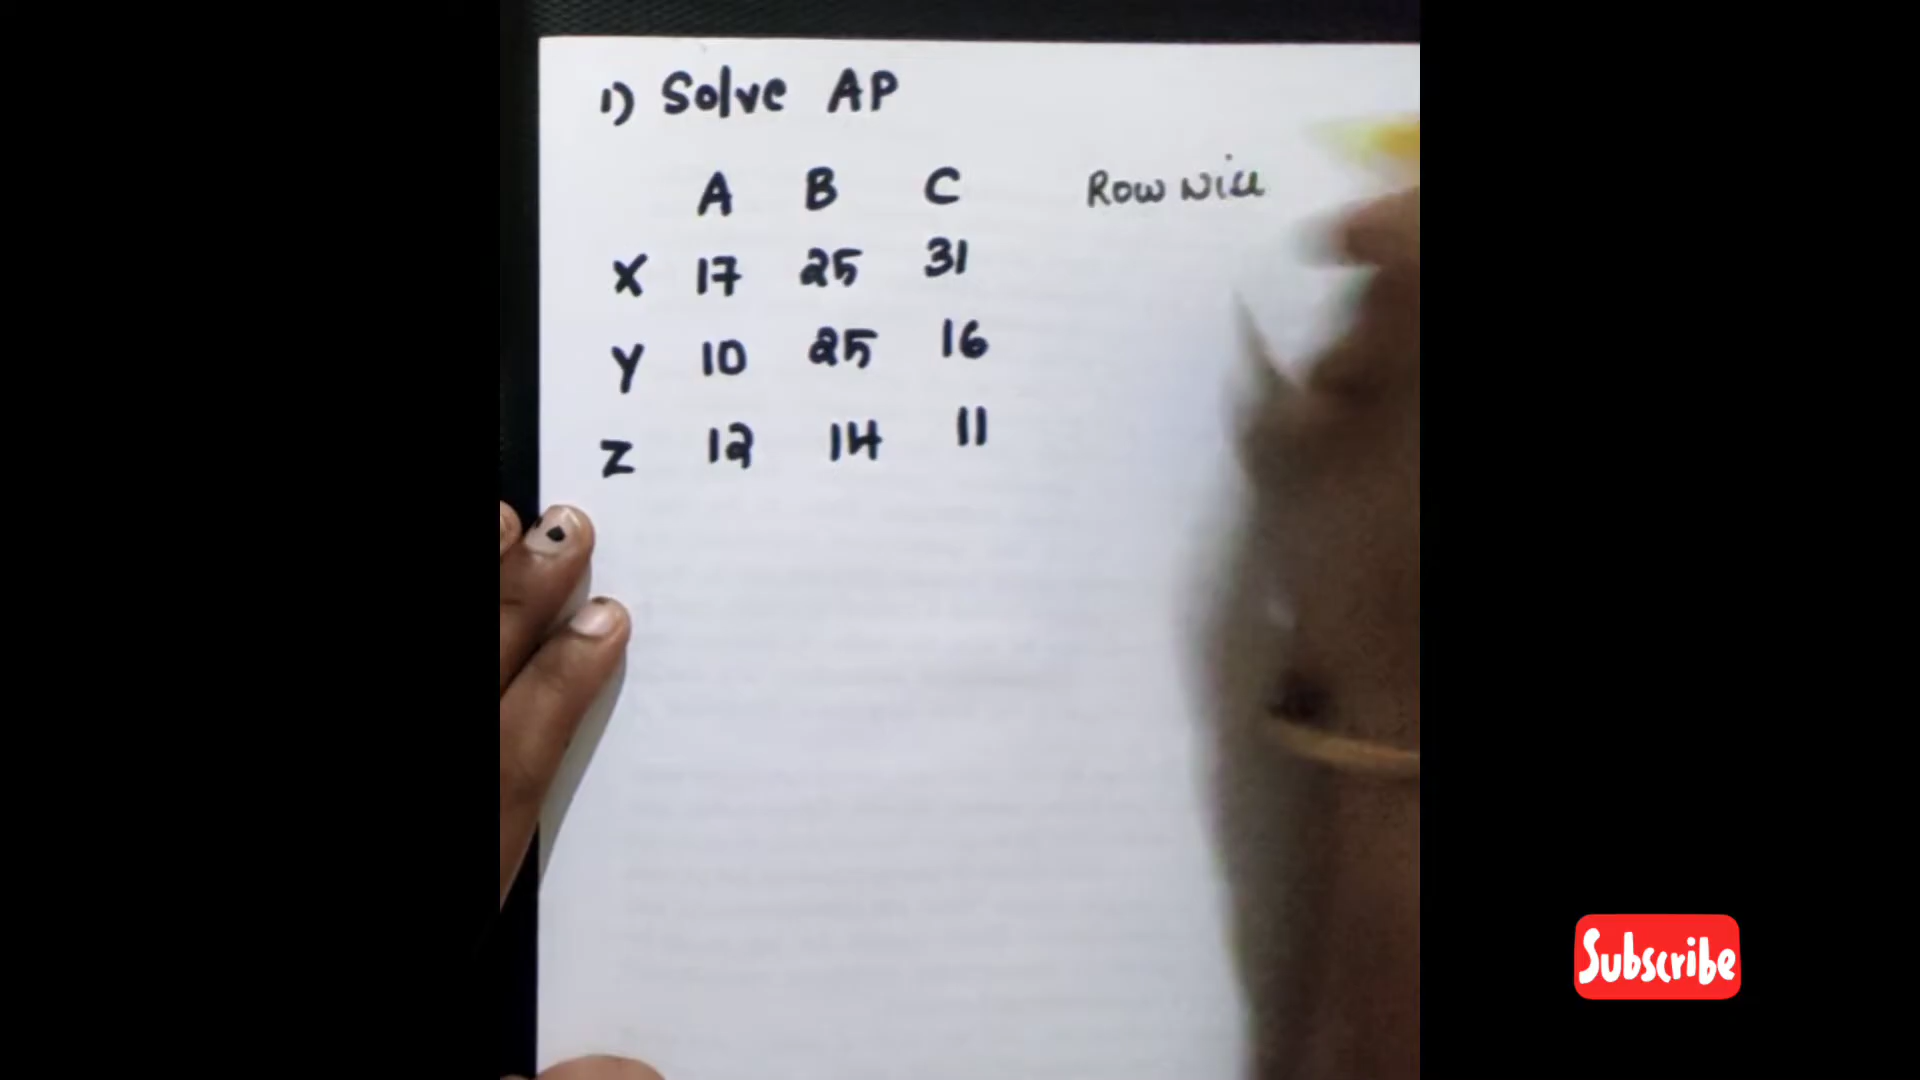 1) Solve AP
A B C Row wise
X 17 25 31
Y 10 25 16
Z 12 14 11
Subscribe